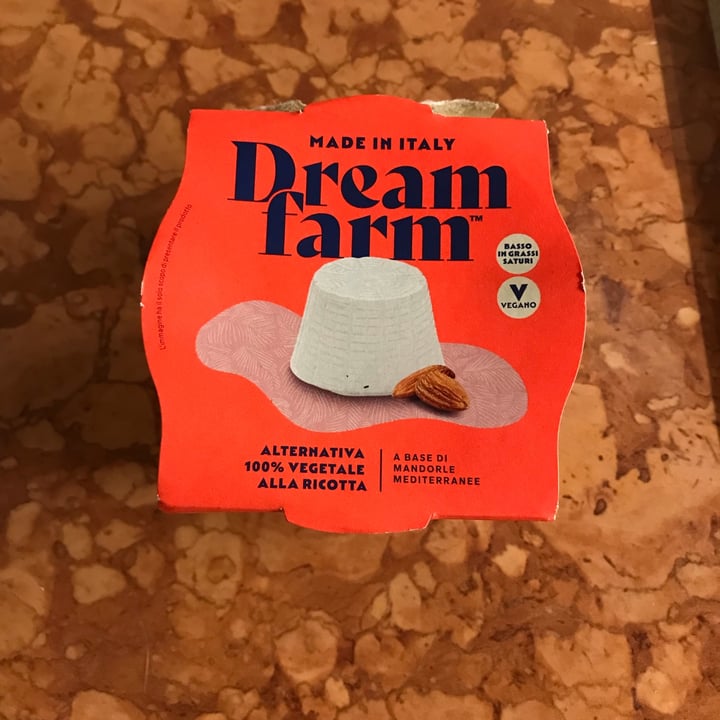 MADE IN ITALY
Dream
farm™
BASSO
IN GRASSI
SATURI
V
VEGANO
L'immagine ha il solo scopo di presentare il prodotto
ALTERNATIVA
100% VEGETALE
ALLA RICOTTA
A BASE DI
MANDORLE
MEDITERRANEE